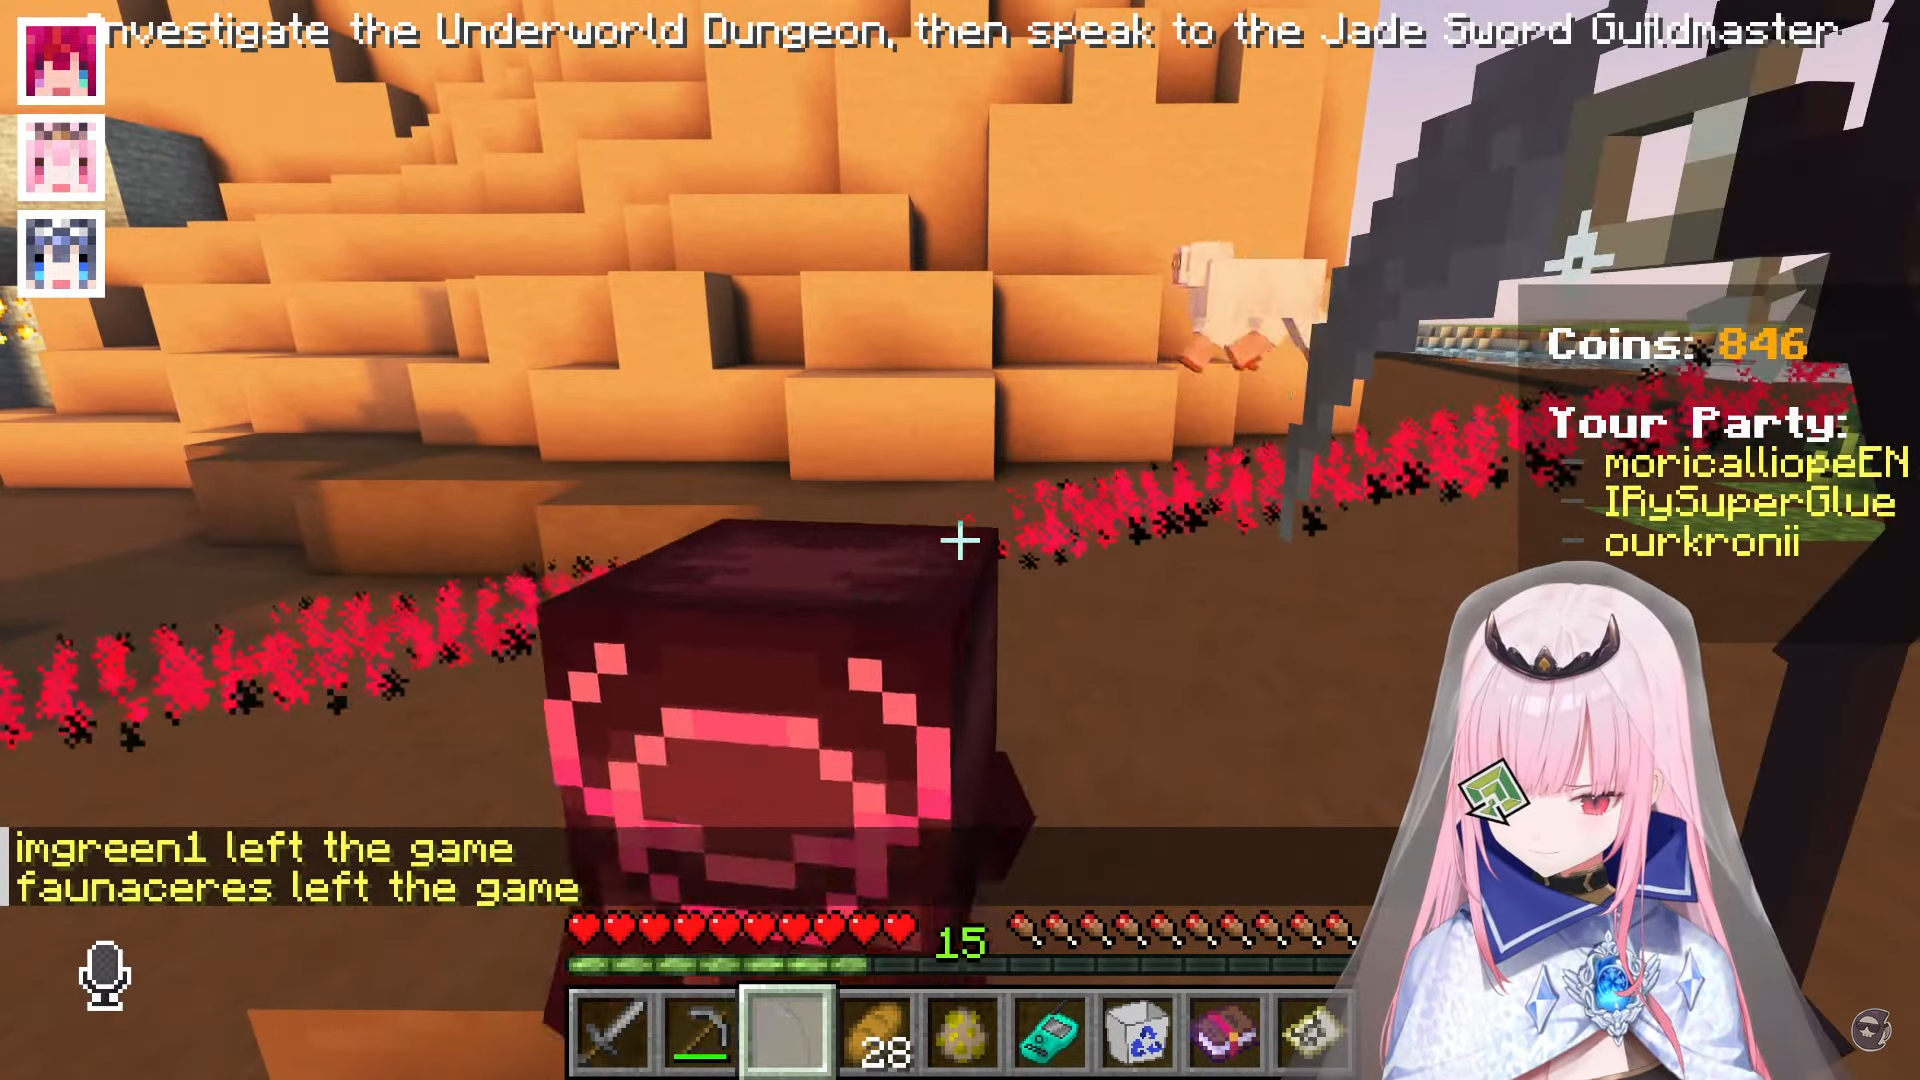 Investigate the Underworld Dungeon, then speak to the Jade Sword Guildmaster
Coins: 846
Your Party:
- moricalliopeEN
- IRySuperGlue
- ourkronii
imgreen1 left the game
faunaceres left the game
15
28